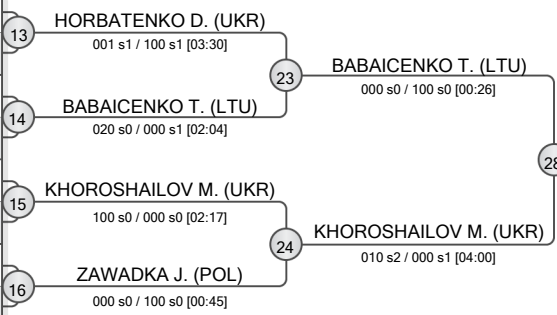 13
HORBATENKO D. (UKR)
001 s1 / 100 s1 [03:30]
23
BABAICENKO T. (LTU)
000 s0 / 100 s0 [00:26]
14
BABAICENKO T. (LTU)
020 s0 / 000 s1 [02:04]
28
15
KHOROSHAILOV M. (UKR)
100 s0 / 000 s0 [02:17]
24
KHOROSHAILOV M. (UKR)
010 s2 / 000 s1 [04:00]
16
ZAWADKA J. (POL)
000 s0 / 100 s0 [00:45]